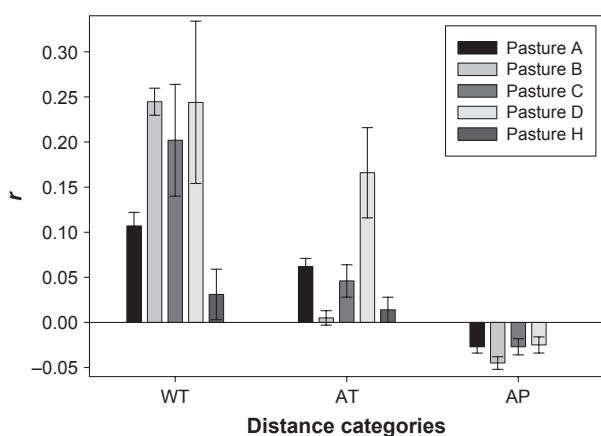 0.30
0.25
0.20
0.15
0.10
0.05
0.00
–0.05
r
Pasture A
Pasture B
Pasture C
Pasture D
Pasture H
WT AT AP
Distance categories